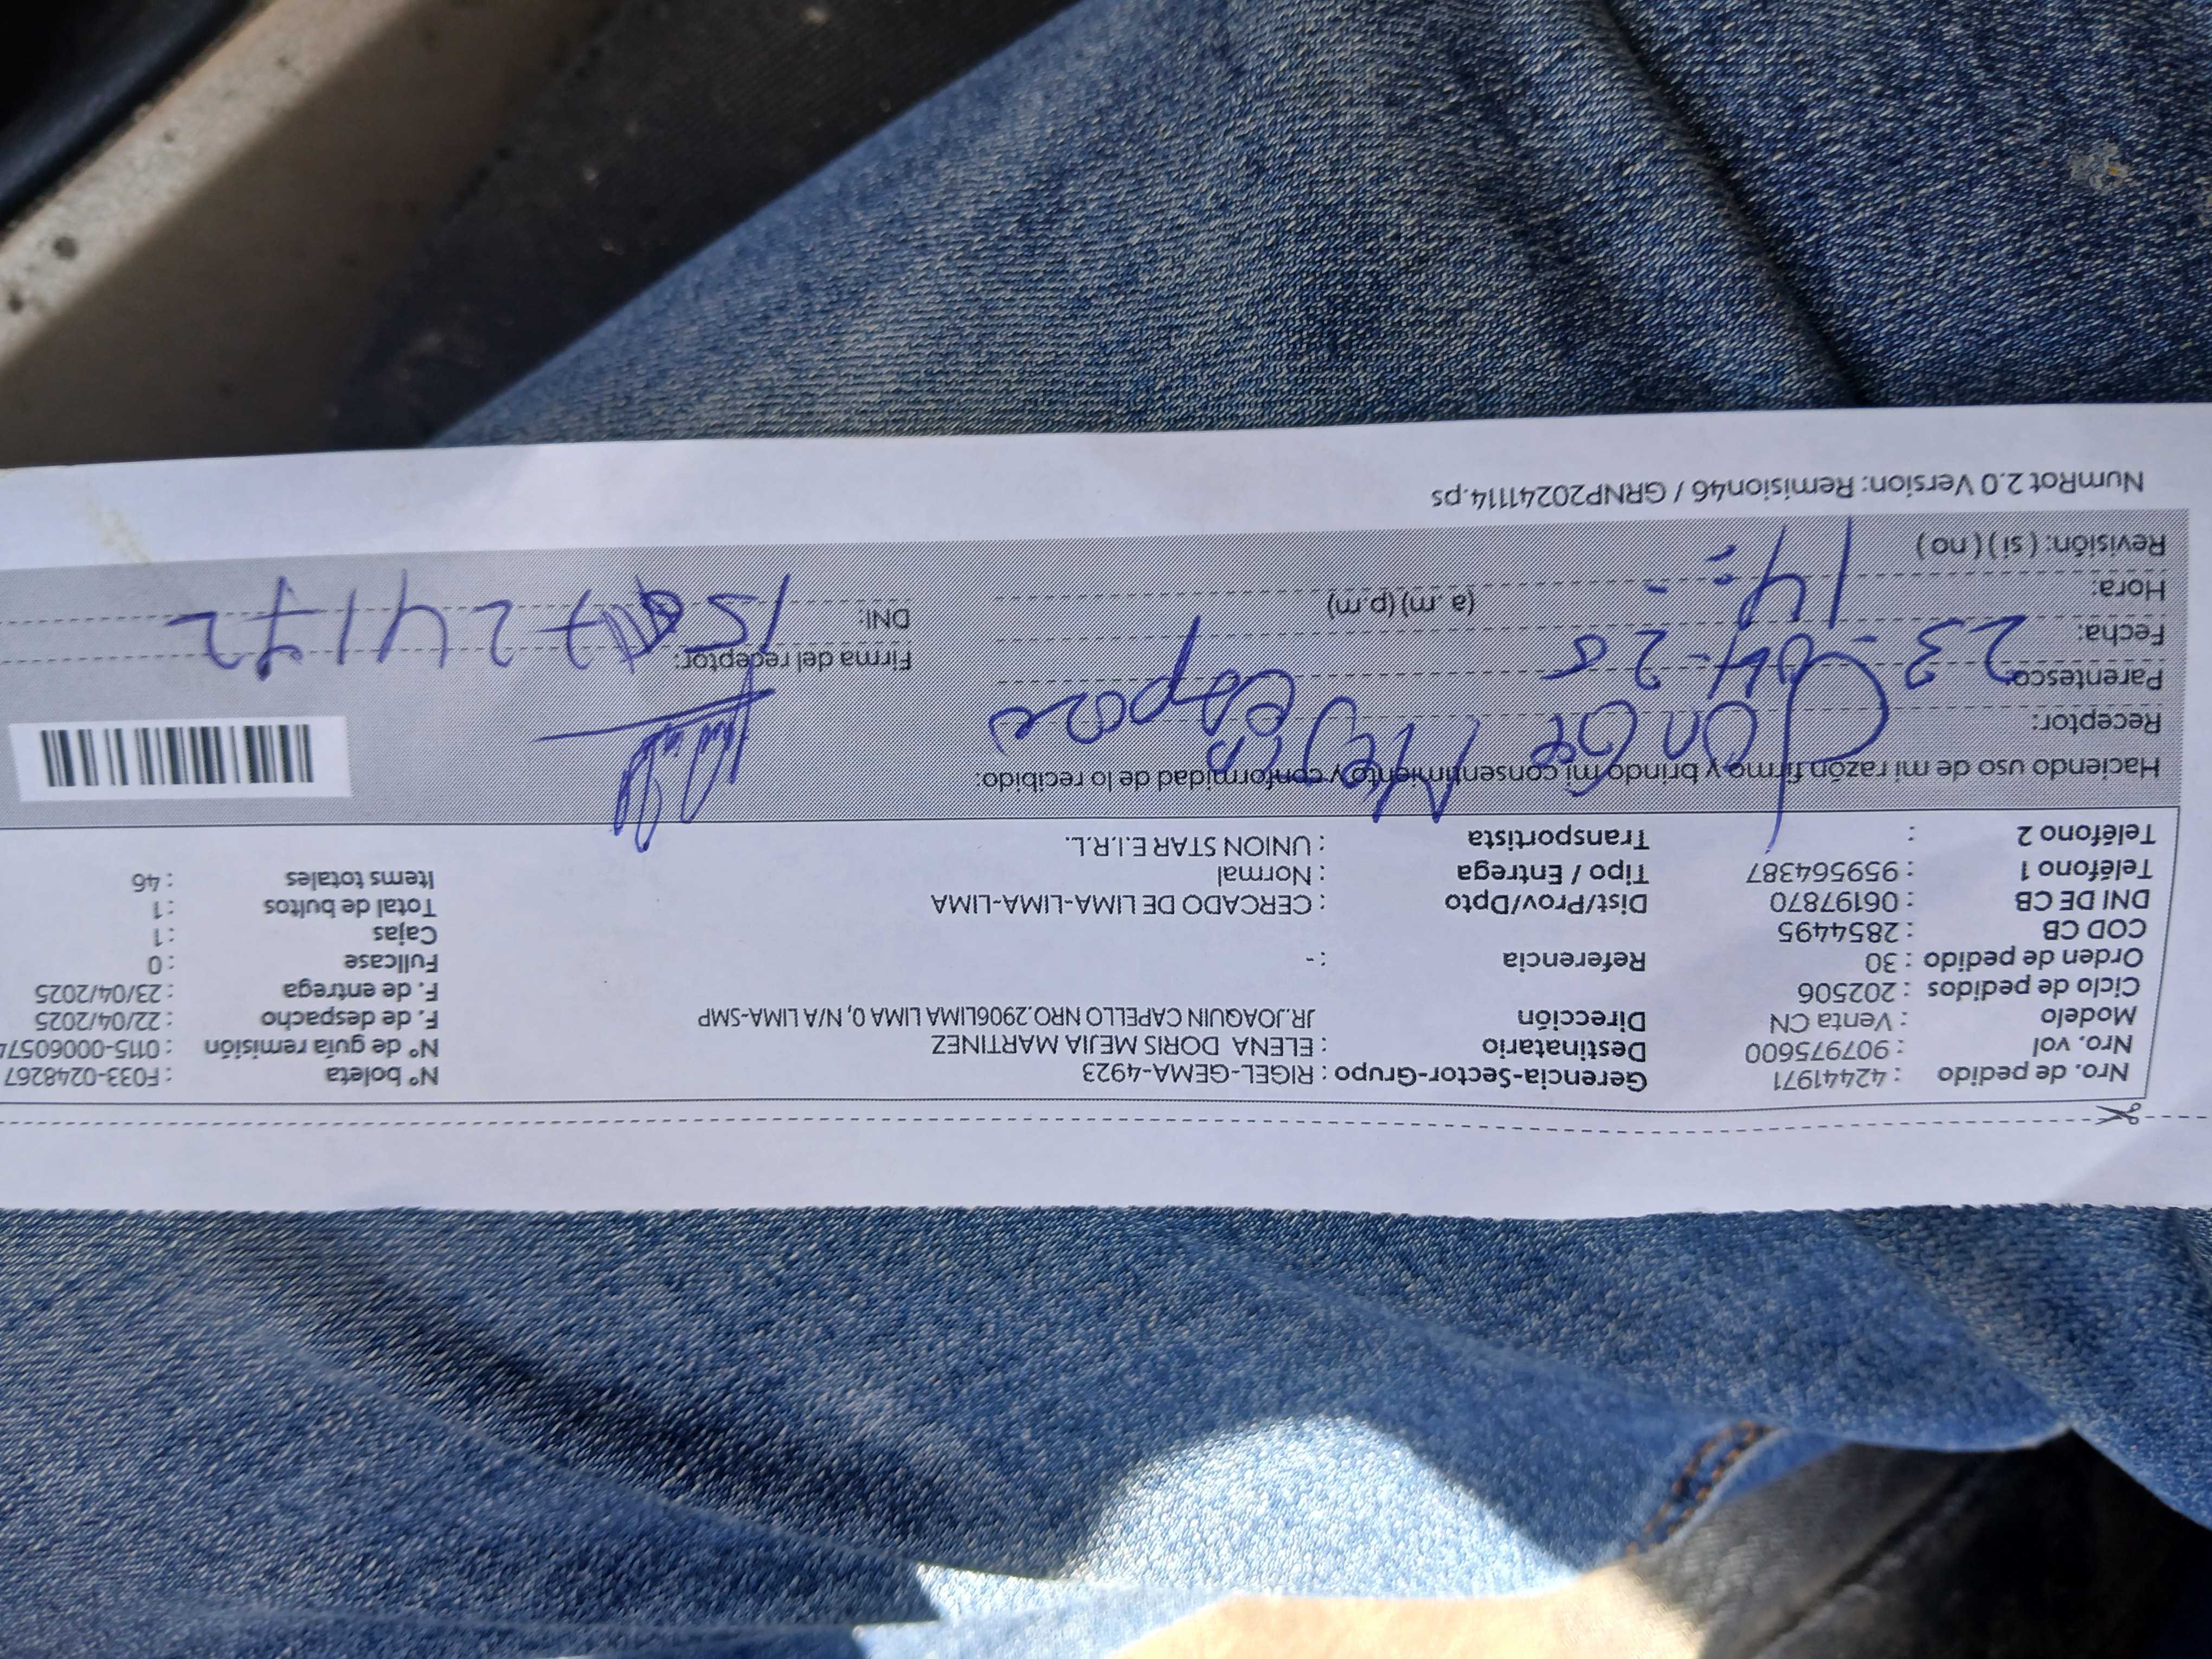 Nro. de pedido : 42441971 Gerencia-Sector-Grupo : RIGEL-GEMA-4923 N° boleta : F033-0248267
Nro. vol : 907975600 Destinatario : ELENA DORIS MEJIA MARTINEZ N° de guía remisión : 0115-0006057
Modelo : Venta CN Dirección JR.JOAQUIN CAPELLO NRO.2906LIMA LIMA 0, N/A LIMA-SMP F. de despacho : 22/04/2025
Ciclo de pedidos : 202506 F. de entrega : 23/04/2025
Orden de pedido : 30 Referencia : - Fullcase : 0
COD CB : 2854495 Cajas : 1
DNI DE CB : 06197870 Dist/Prov/Dpto : CERCADO DE LIMA-LIMA-LIMA Total de bultos : 1
Teléfono 1 : 959564387 Tipo / Entrega : Normal Items totales : 46
Teléfono 2 : Transportista : UNION STAR E.I.R.L.
Haciendo uso de mi razón firmo y brindo mi consentimiento y conformidad de lo recibido:
Receptor: Jorge Mejia
Parentesco: esposo Firma del receptor:
Fecha: 23-04-25 DNI:
Hora: 14: (a. m) (p.m)
Revisión: ( si ) ( no )
NumRot 2.0 Version: Remision46 / GRNP20241114.ps